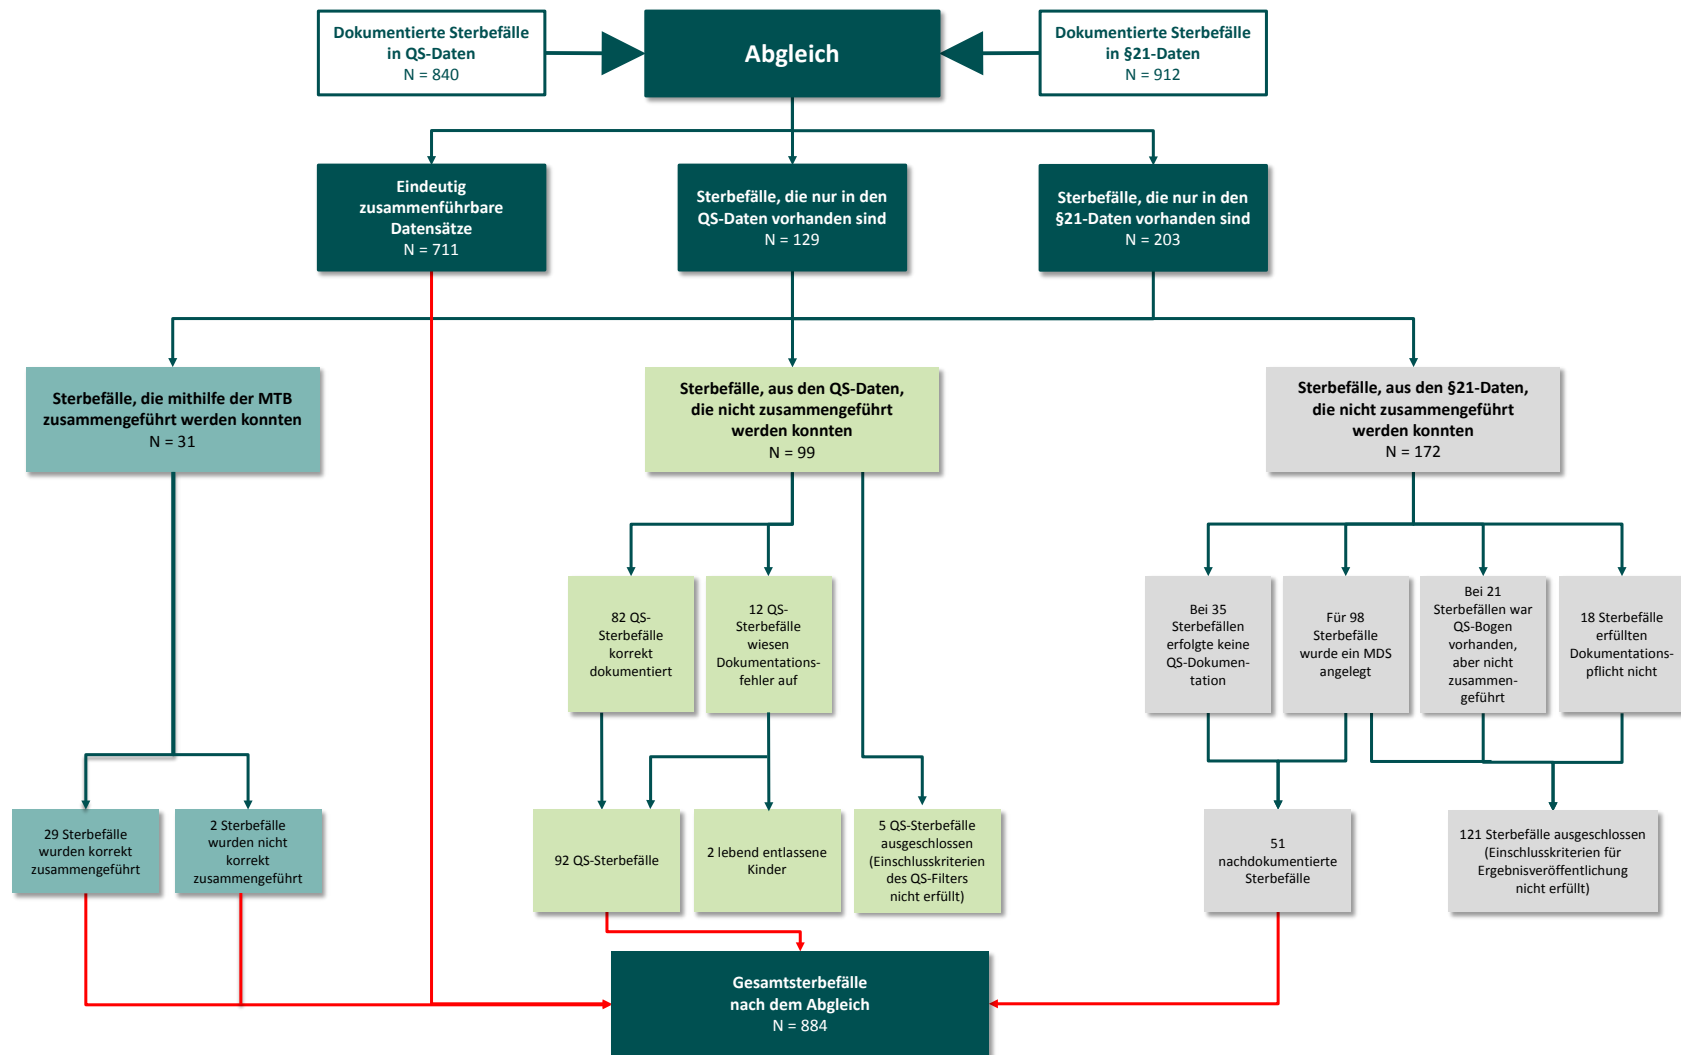 Dokumentierte Sterbefälle
in QS-Daten
N = 840
Abgleich
Dokumentierte Sterbefälle
in §21-Daten
N = 912
Eindeutig
zusammenführbare
Datensätze
N = 711
Sterbefälle, die nur in den
QS-Daten vorhanden sind
N = 129
Sterbefälle, die nur in den
§21-Daten vorhanden sind
N = 203
Sterbefälle, die mithilfe der MTB
zusammengeführt werden konnten
N = 31
Sterbefälle, aus den QS-Daten,
die nicht zusammengeführt
werden konnten
N = 99
Sterbefälle, aus den §21-Daten,
die nicht zusammengeführt
werden konnten
N = 172
82 QS-
Sterbefälle
korrekt
dokumentiert
12 QS-
Sterbefälle
wiesen
Dokumentations-
fehler auf
Bei 35
Sterbefällen
erfolgte keine
QS-Dokumen-
tation
Für 98
Sterbefälle
wurde ein MDS
angelegt
Bei 21
Sterbefällen war
QS-Bogen
vorhanden,
aber nicht
zusammen-
geführt
18 Sterbefälle
erfüllten
Dokumentations-
pflicht nicht
29 Sterbefälle
wurden korrekt
zusammengeführt
2 Sterbefälle
wurden nicht
korrekt
zusammengeführt
92 QS-Sterbefälle
2 lebend entlassene
Kinder
5 QS-Sterbefälle
ausgeschlossen
(Einschlusskriterien
des QS-Filters
nicht erfüllt)
51
nachdokumentierte
Sterbefälle
121 Sterbefälle ausgeschlossen
(Einschlusskriterien für
Ergebnisveröffentlichung
nicht erfüllt)
Gesamtsterbefälle
nach dem Abgleich
N = 884